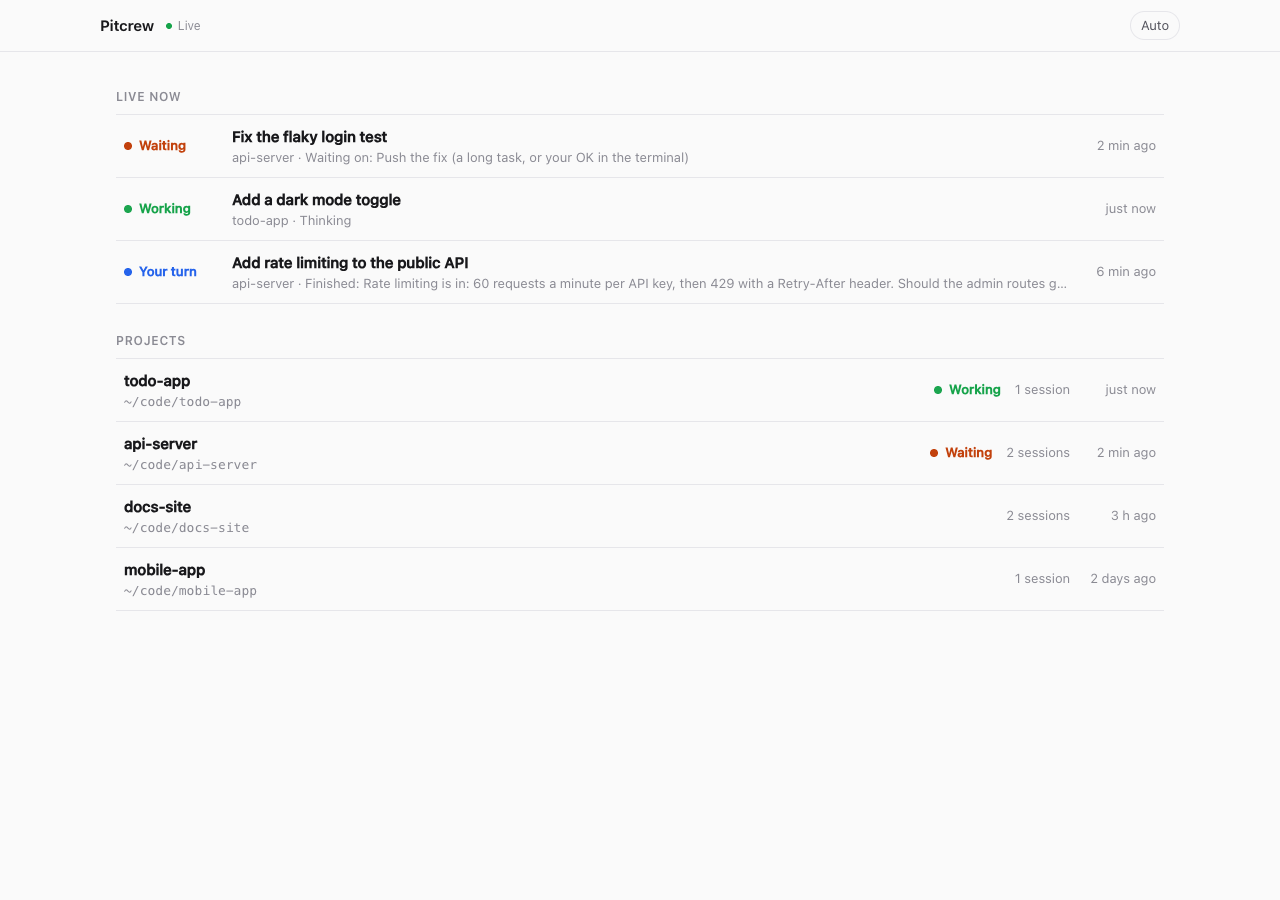 Pitcrew Live Auto
LIVE NOW
Waiting Fix the flaky login test 2 min ago
api-server · Waiting on: Push the fix (a long task, or your OK in the terminal)
Working Add a dark mode toggle just now
todo-app · Thinking
Your turn Add rate limiting to the public API 6 min ago
api-server · Finished: Rate limiting is in: 60 requests a minute per API key, then 429 with a Retry-After header. Should the admin routes g...
PROJECTS
todo-app Working 1 session just now
~/code/todo-app
api-server Waiting 2 sessions 2 min ago
~/code/api-server
docs-site 2 sessions 3 h ago
~/code/docs-site
mobile-app 1 session 2 days ago
~/code/mobile-app